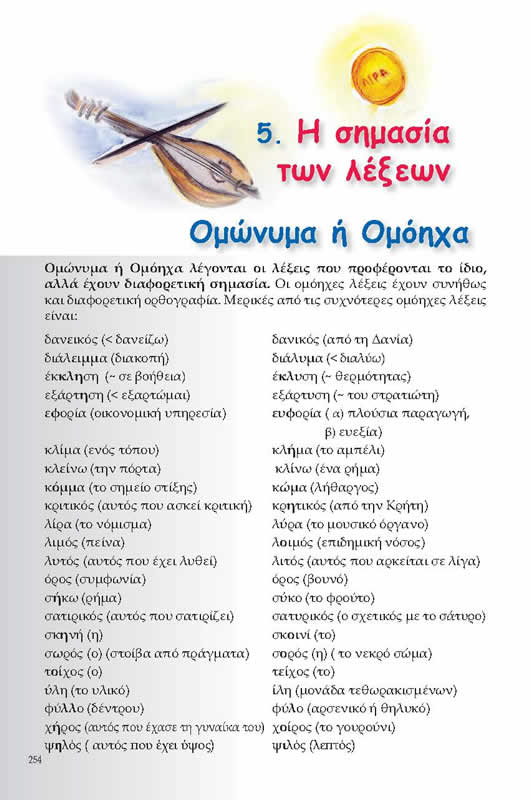 ΛΙΡΑ
5. Η σημασία
των λέξεων
Ομώνυμα ή Ομόηχα
Ομώνυμα ή Ομόηχα λέγονται οι λέξεις που προφέρονται το ίδιο,
αλλά έχουν διαφορετική σημασία. Οι ομόηχες λέξεις έχουν συνήθως
και διαφορετική ορθογραφία. Μερικές από τις συχνότερες ομόηχες λέξεις
είναι:
δανεικός (< δανείζω) δανικός (από τη Δανία)
διάλειμμα (διακοπή) διάλυμα (< διαλύω)
έκκληση (~ σε βοήθεια) έκλυση (~ θερμότητας)
εξάρτηση (< εξαρτώμαι) εξάρτυση (~ του στρατιώτη)
εφορία (οικονομική υπηρεσία) ευφορία ( α) πλούσια παραγωγή,
β) ευεξία)
κλίμα (ενός τόπου) κλήμα (το αμπέλι)
κλείνω (την πόρτα) κλίνω (ένα ρήμα)
κόμμα (το σημείο στίξης) κώμα (λήθαργος)
κριτικός (αυτός που ασκεί κριτική) κρητικός (από την Κρήτη)
λίρα (το νόμισμα) λύρα (το μουσικό όργανο)
λιμός (πείνα) λοιμός (επιδημική νόσος)
λυτός (αυτός που έχει λυθεί) λιτός (αυτός που αρκείται σε λίγα)
όρος (συμφωνία) όρος (βουνό)
σήκω (ρήμα) σύκο (το φρούτο)
σατιρικός (αυτός που σατιρίζει) σατυρικός (ο σχετικός με το σάτυρο)
σκηνή (η) σκοινί (το)
σωρός (ο) (στοίβα από πράγματα) σορός (η) ( το νεκρό σώμα)
τοίχος (ο) τείχος (το)
ύλη (το υλικό) ίλη (μονάδα τεθωρακισμένων)
φύλλο (δέντρου) φύλο (αρσενικό ή θηλυκό)
χήρος (αυτός που έχασε τη γυναίκα του) χοίρος (το γουρούνι)
ψηλός ( αυτός που έχει ύψος) ψιλός (λεπτός)
254